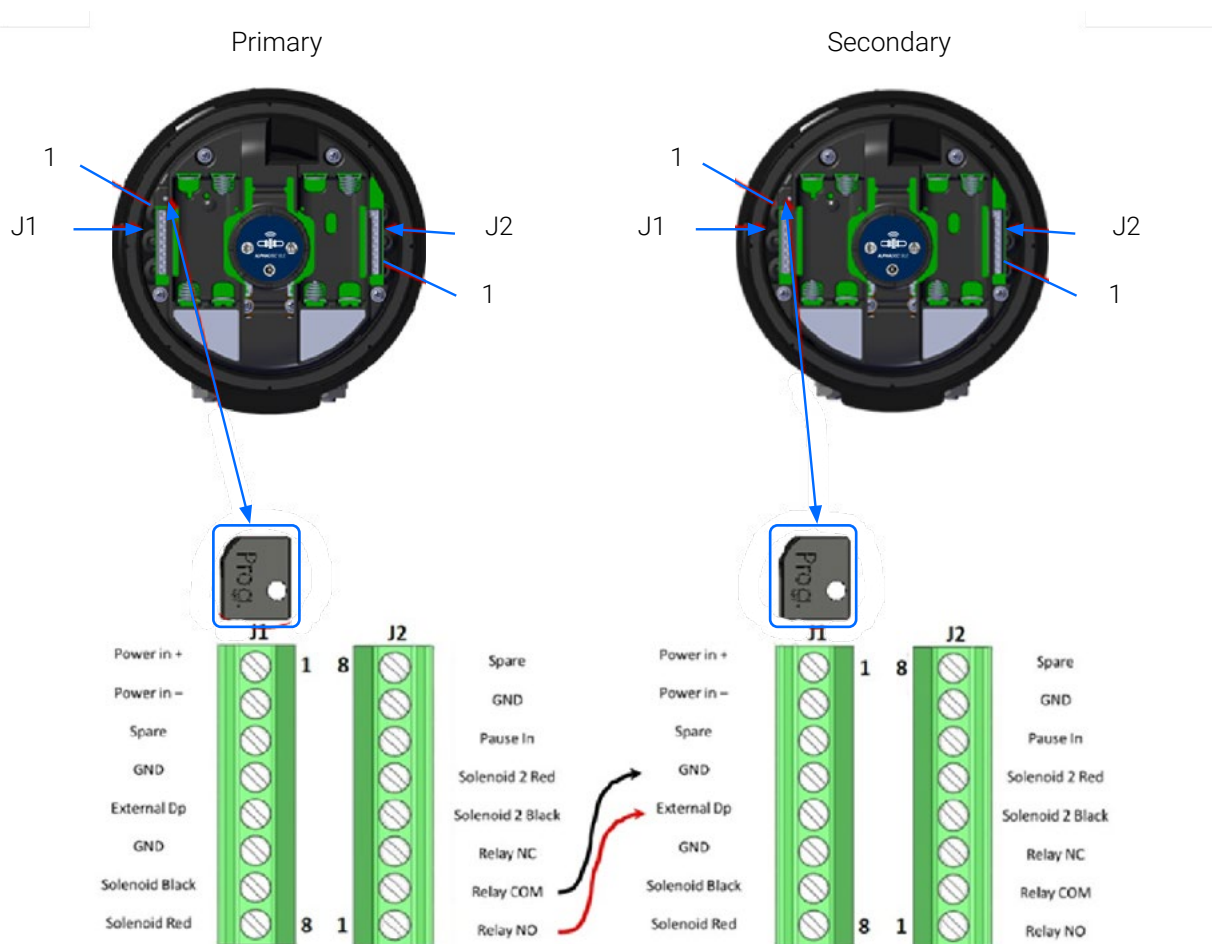 Primary Secondary
1 1
J1 J2 J1 J2
1 1
Prog. Prog.
J1 J2 J1 J2
Power in + 1 8 Spare Power in + 1 8 Spare
Power in – GND Power in – GND
Spare Pause In Spare Pause In
GND Solenoid 2 Red GND Solenoid 2 Red
External Dp Solenoid 2 Black External Dp Solenoid 2 Black
GND Relay NC GND Relay NC
Solenoid Black Relay COM Solenoid Black Relay COM
Solenoid Red 8 1 Relay NO Solenoid Red 8 1 Relay NO